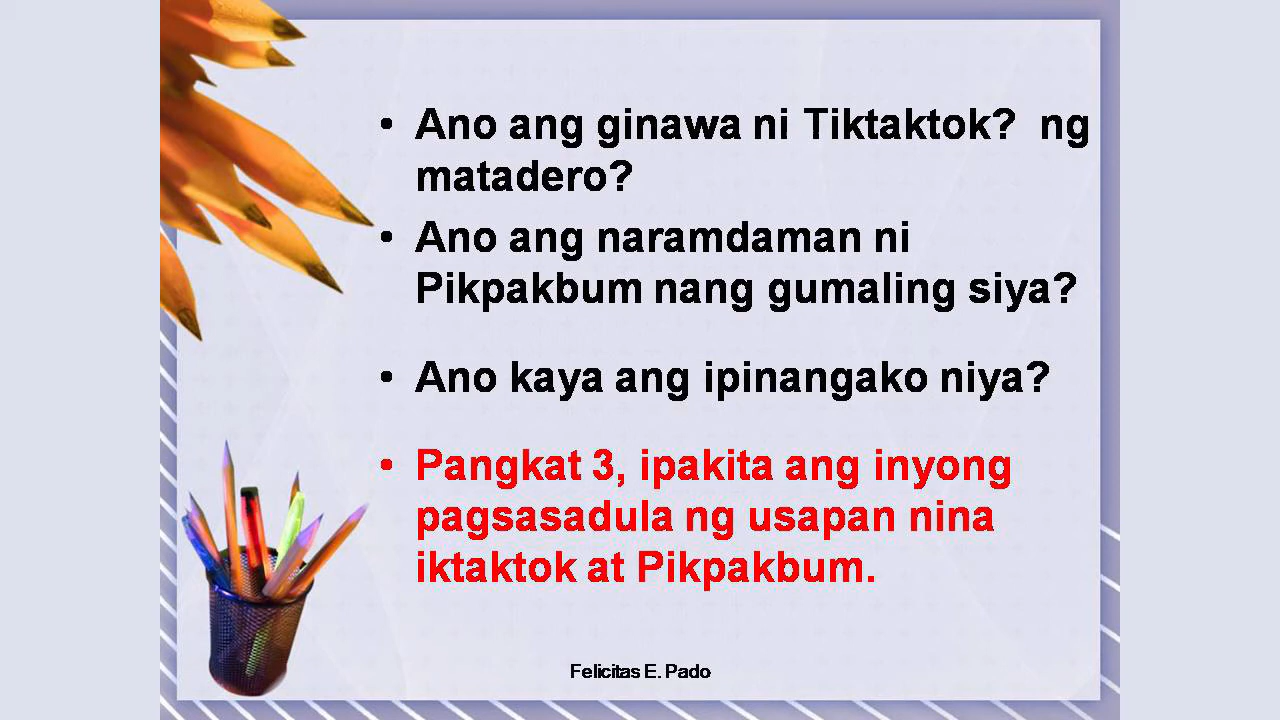 • Ano ang ginawa ni Tiktaktok?  ng
matadero?
• Ano ang naramdaman ni
Pikpakbum nang gumaling siya?
• Ano kaya ang ipinangako niya?
• Pangkat 3, ipakita ang inyong
pagsasadula ng usapan nina
iktaktok at Pikpakbum.
Felicitas E. Pado